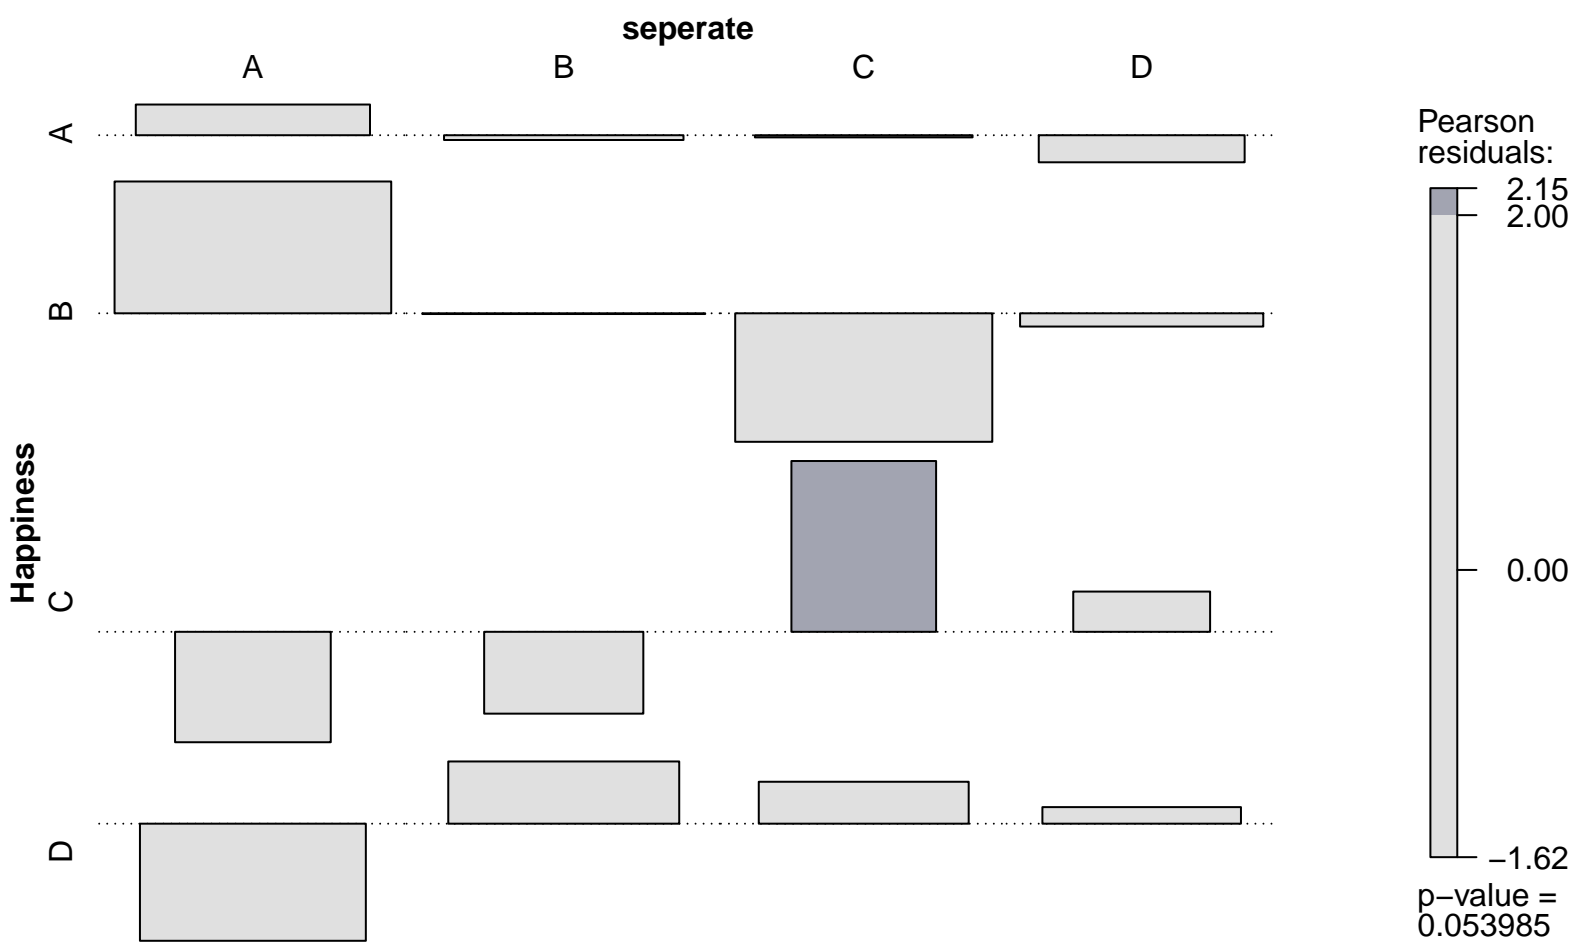 seperate
A B C D
Happiness
A
B
C
D
Pearson
residuals:
2.15
2.00
0.00
−1.62
p−value =
0.053985